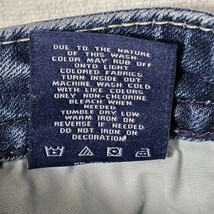 DUE TO THE NATURE
OF THIS WASH
COLOR MAY RUB OFF
ONTO LIGHT
COLORED FABRICS
TURN INSIDE OUT
MACHINE WASH COLD
WITH LIKE COLORS
ONLY NON-CHLORINE
BLEACH WHEN
NEEDED
TUMBLE DRY LOW
WARM IRON ON
REVERSE IF NEEDED
DO NOT IRON ON
DECORATION